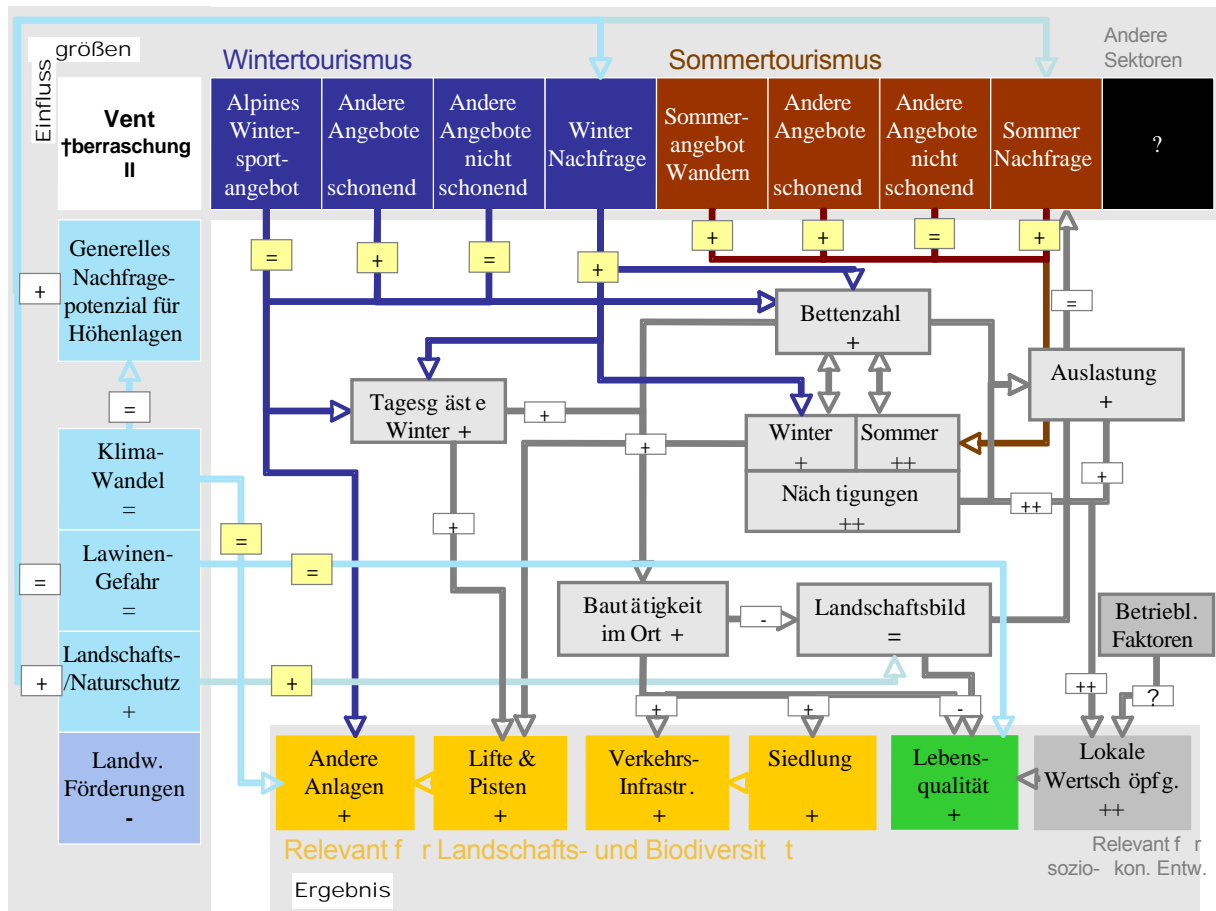 größen
Einfluss
Wintertourismus
Sommertourismus
Andere
Sektoren
Vent
†berraschung
II
Alpines
Winter-
sport-
angebot
Andere
Angebote
schonend
Andere
Angebote
nicht
schonend
Winter
Nachfrage
Sommer-
angebot
Wandern
Andere
Angebote
schonend
Andere
Angebote
nicht
schonend
Sommer
Nachfrage
?
=
+
=
+
+
+
=
+
Generelles
Nachfrage-
potenzial für
Höhenlagen
+
=
Bettenzahl
+
=
Auslastung
+
Tagesg äst e
Winter +
+
+
Winter
+
Sommer
++
Näch tigungen
++
++
+
Klima-
Wandel
=
=
+
Lawinen-
Gefahr
=
=
=
Landschafts-
/Naturschutz
+
+
+
Bautätigkeit
im Ort +
-
Landschaftsbild
=
Betriebl.
Faktoren
++
?
+
+
-
Landw.
Förderungen
-
Andere
Anlagen
+
Lifte &
Pisten
+
Verkehrs-
Infrastr .
+
Siedlung
+
Lebens-
qualität
+
Lokale
Wertsch öpf g.
++
Relevant f r Landschafts- und Biodiversit t
Relevant f r
sozio- kon. Entw.
Ergebnis